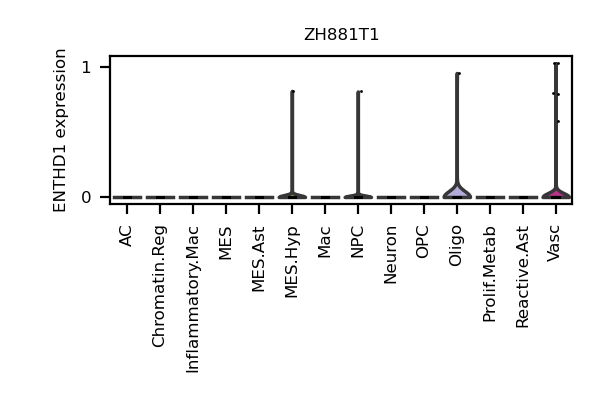 ZH881T1
ENTHD1 expression
1
0
AC
Chromatin.Reg
Inflammatory.Mac
MES
MES.Ast
MES.Hyp
Mac
NPC
Neuron
OPC
Oligo
Prolif.Metab
Reactive.Ast
Vasc